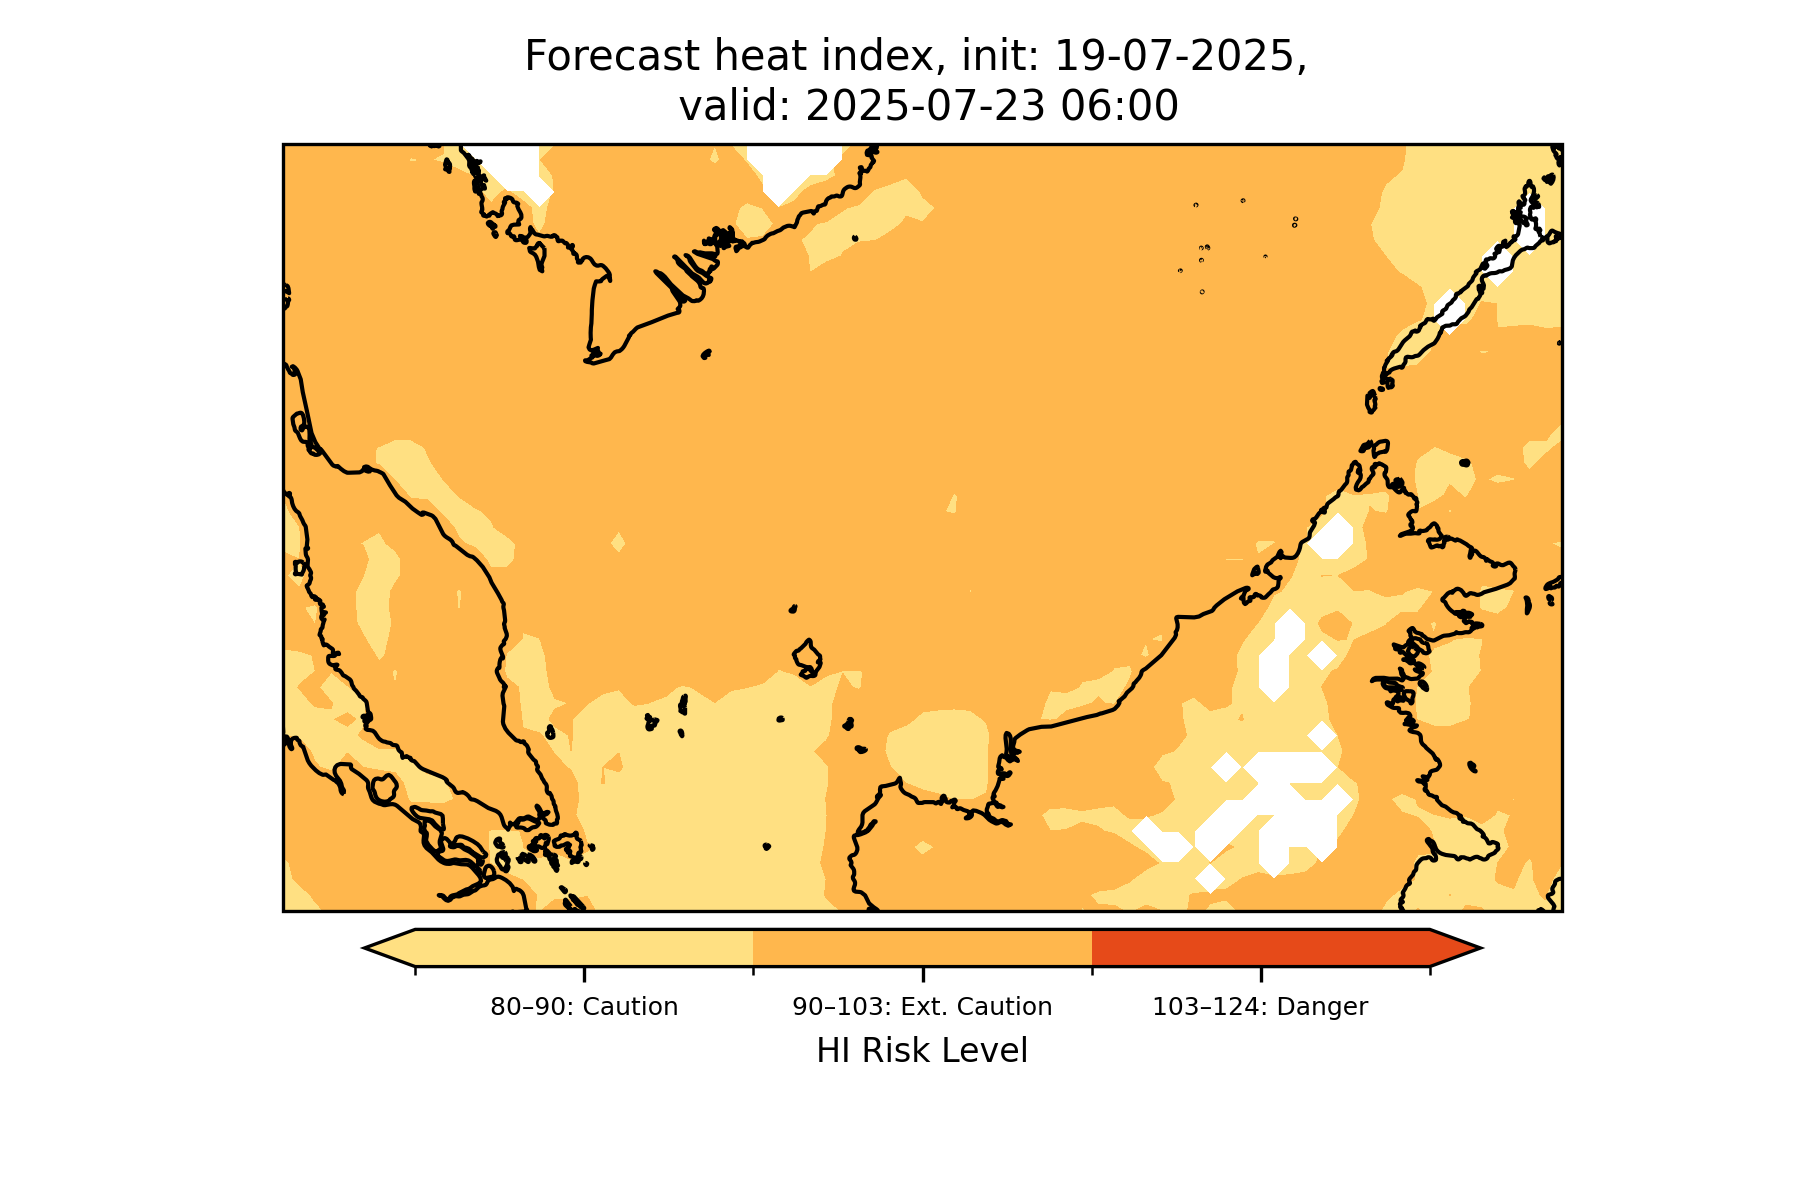 Forecast heat index, init: 19-07-2025,
valid: 2025-07-23 06:00
80–90: Caution
90–103: Ext. Caution
103–124: Danger
HI Risk Level